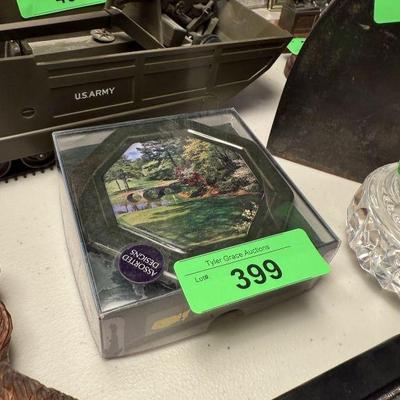 U.S.ARMY
ASSORTED
DESIGNS
Tyler Grace Auctions
Lot#.
399